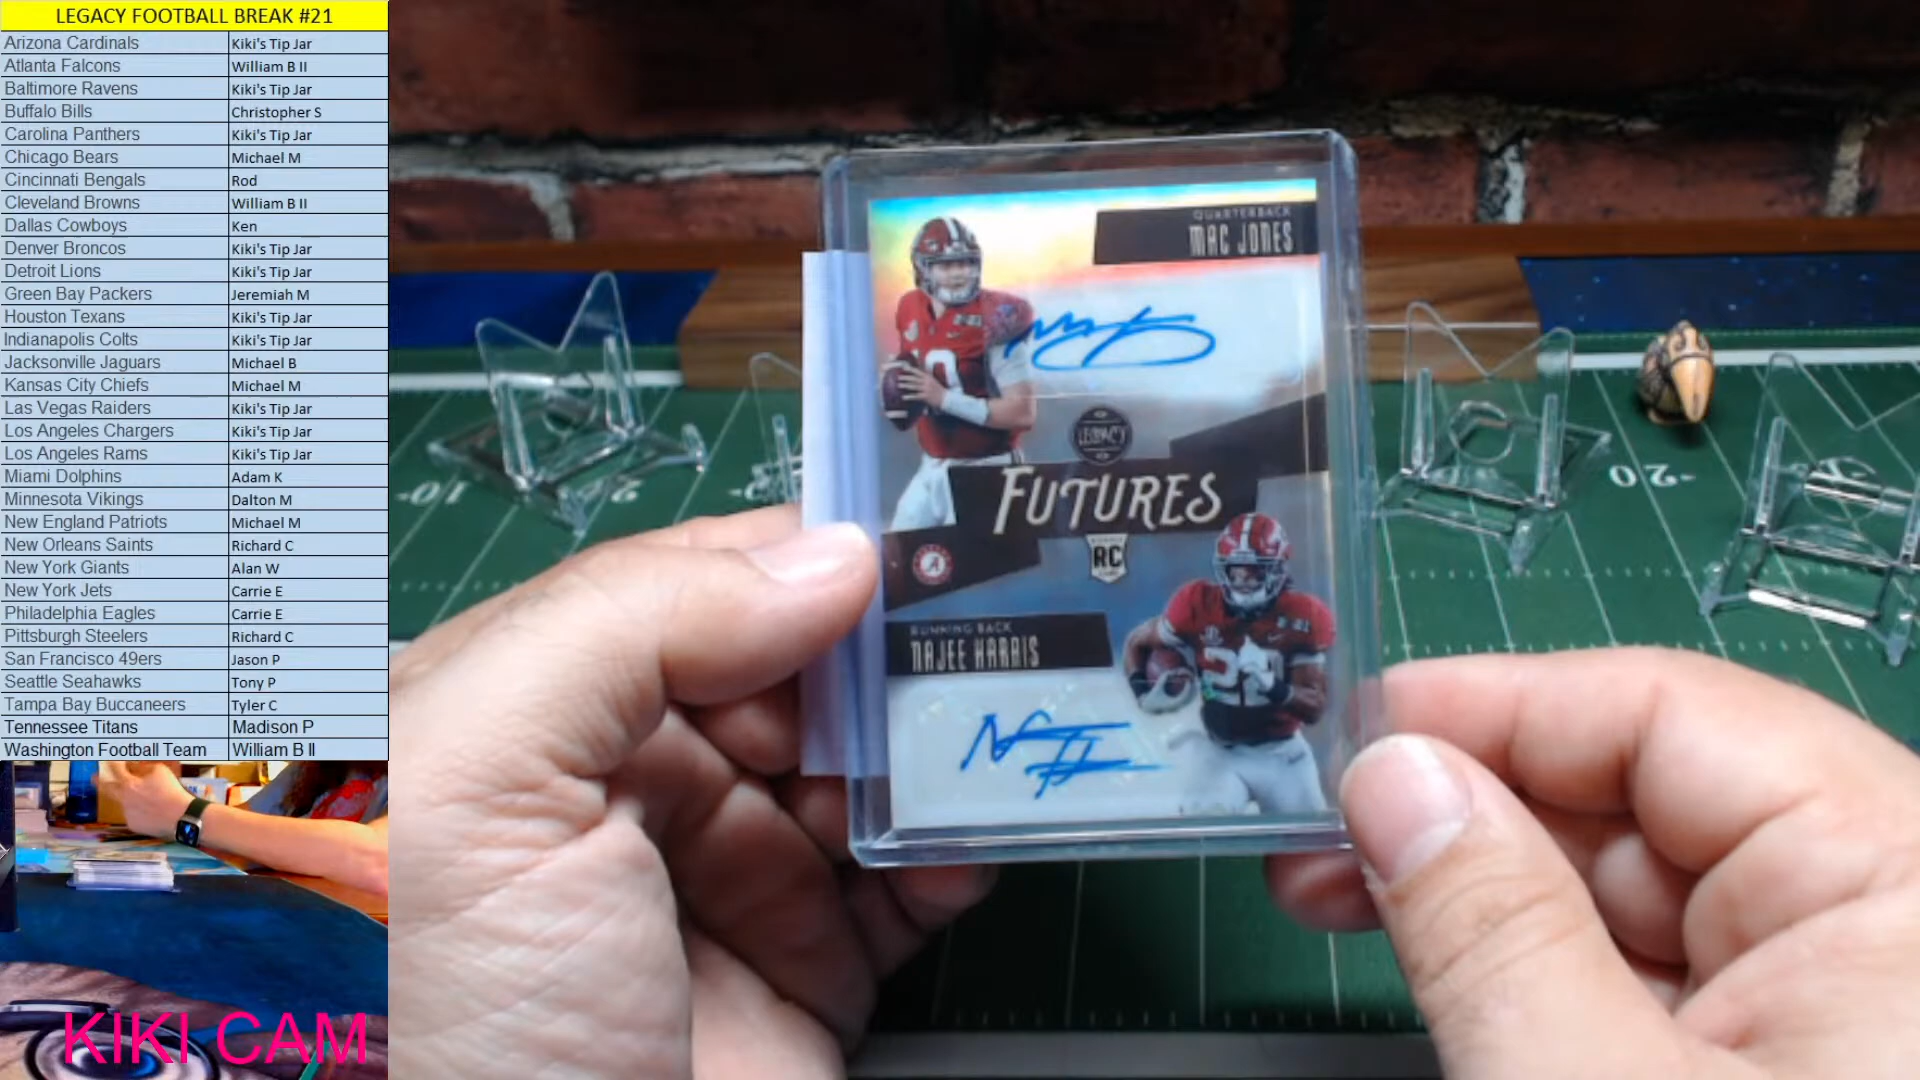 LEGACY FOOTBALL BREAK #21
Arizona Cardinals Kiki's Tip Jar
Atlanta Falcons William B II
Baltimore Ravens Kiki's Tip Jar
Buffalo Bills Christopher S
Carolina Panthers Kiki's Tip Jar
Chicago Bears Michael M
Cincinnati Bengals Rod
Cleveland Browns William B II
Dallas Cowboys Ken
Denver Broncos Kiki's Tip Jar
Detroit Lions Kiki's Tip Jar
Green Bay Packers Jeremiah M
Houston Texans Kiki's Tip Jar
Indianapolis Colts Kiki's Tip Jar
Jacksonville Jaguars Michael B
Kansas City Chiefs Michael M
Las Vegas Raiders Kiki's Tip Jar
Los Angeles Chargers Kiki's Tip Jar
Los Angeles Rams Kiki's Tip Jar
Miami Dolphins Adam K
Minnesota Vikings Dalton M
New England Patriots Michael M
New Orleans Saints Richard C
New York Giants Alan W
New York Jets Carrie E
Philadelphia Eagles Carrie E
Pittsburgh Steelers Richard C
San Francisco 49ers Jason P
Seattle Seahawks Tony P
Tampa Bay Buccaneers Tyler C
Tennessee Titans Madison P
Washington Football Team William B II
KIKI CAM
QUARTERBACK
MAC JONES
10
LEGACY
FUTURES
RC
A
RUNNING BACK
NAJEE HARRIS
22
20